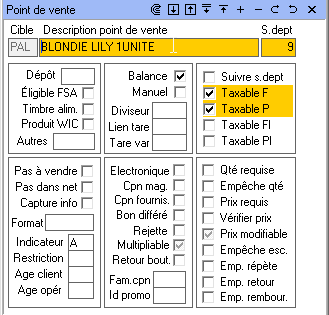 Point de vente
Cible Description point de vente S.dept
PAL BLONDIE LILY 1UNITE 9
Dépôt
Éligible FSA
Timbre alim.
Produit WIC
Autres
Balance
Manuel
Diviseur
Lien tare
Tare var
Suivre s.dept
Taxable F
Taxable P
Taxable FI
Taxable PI
Pas à vendre
Pas dans net
Capture info
Format
Indicateur A
Restriction
Age client
Age opér
Electronique
Cpn mag.
Cpn fournis.
Bon différé
Rejette
Multipliable
Retour bout.
Fam.cpn
Id promo
Qté requise
Empêche qté
Prix requis
Vérifier prix
Prix modifiable
Empêche esc.
Emp. répète
Emp. retour
Emp. rembour.